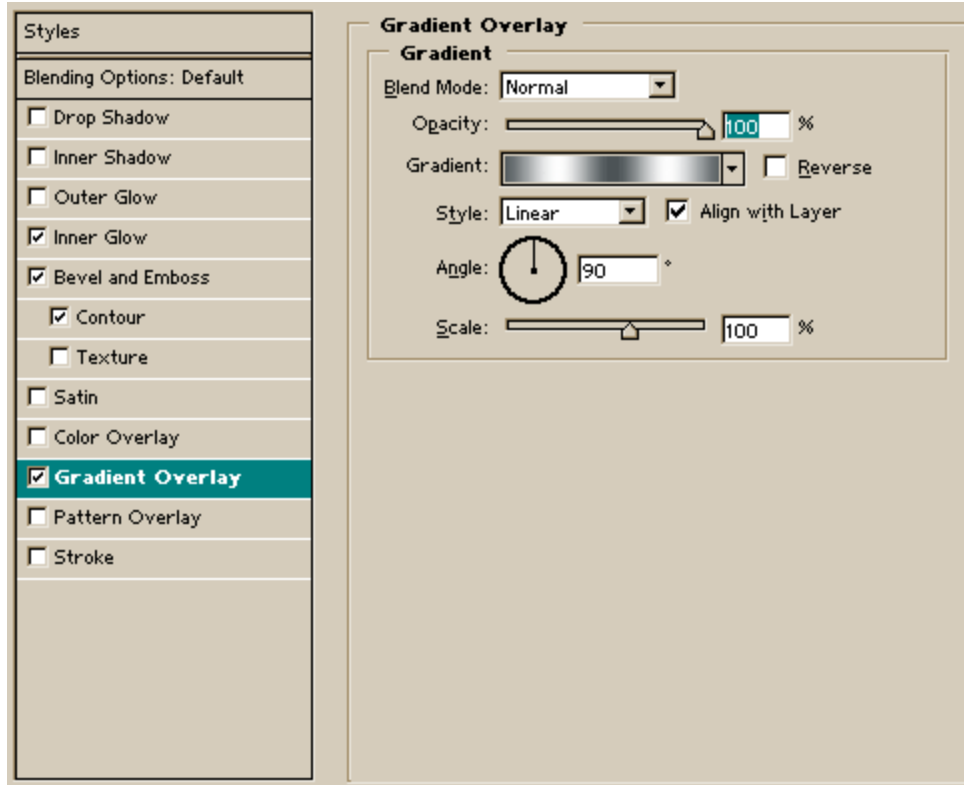 Styles
Blending Options: Default
Drop Shadow
Inner Shadow
Outer Glow
Inner Glow
Bevel and Emboss
Contour
Texture
Satin
Color Overlay
Gradient Overlay
Pattern Overlay
Stroke
Gradient Overlay
Gradient
Blend Mode: Normal
Opacity: 100 %
Gradient: Reverse
Style: Linear Align with Layer
Angle: 90 °
Scale: 100 %